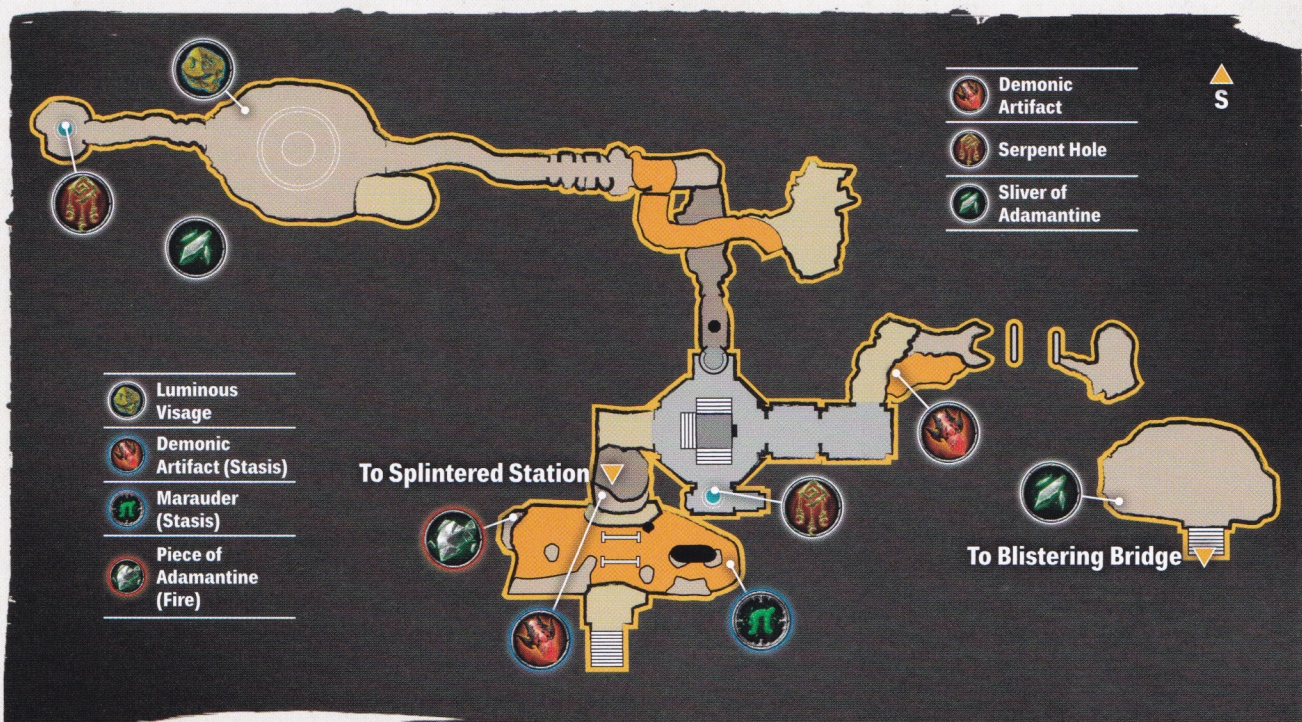 Demonic
Artifact
Serpent Hole
Sliver of
Adamantine
S
Luminous
Visage
Demonic
Artifact (Stasis)
Marauder
(Stasis)
Piece of
Adamantine
(Fire)
To Splintered Station
To Blistering Bridge